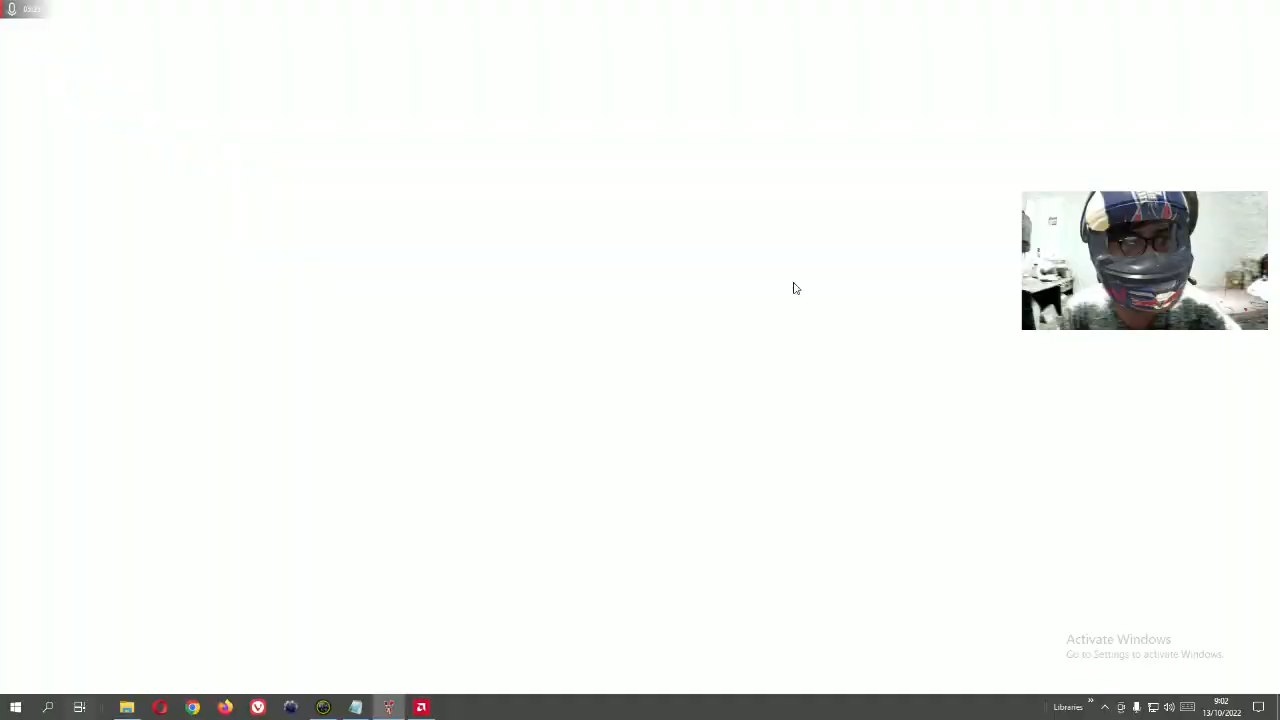 Activate Windows
Go to Settings to activate Windows.
Libraries
9:02
13/10/2022